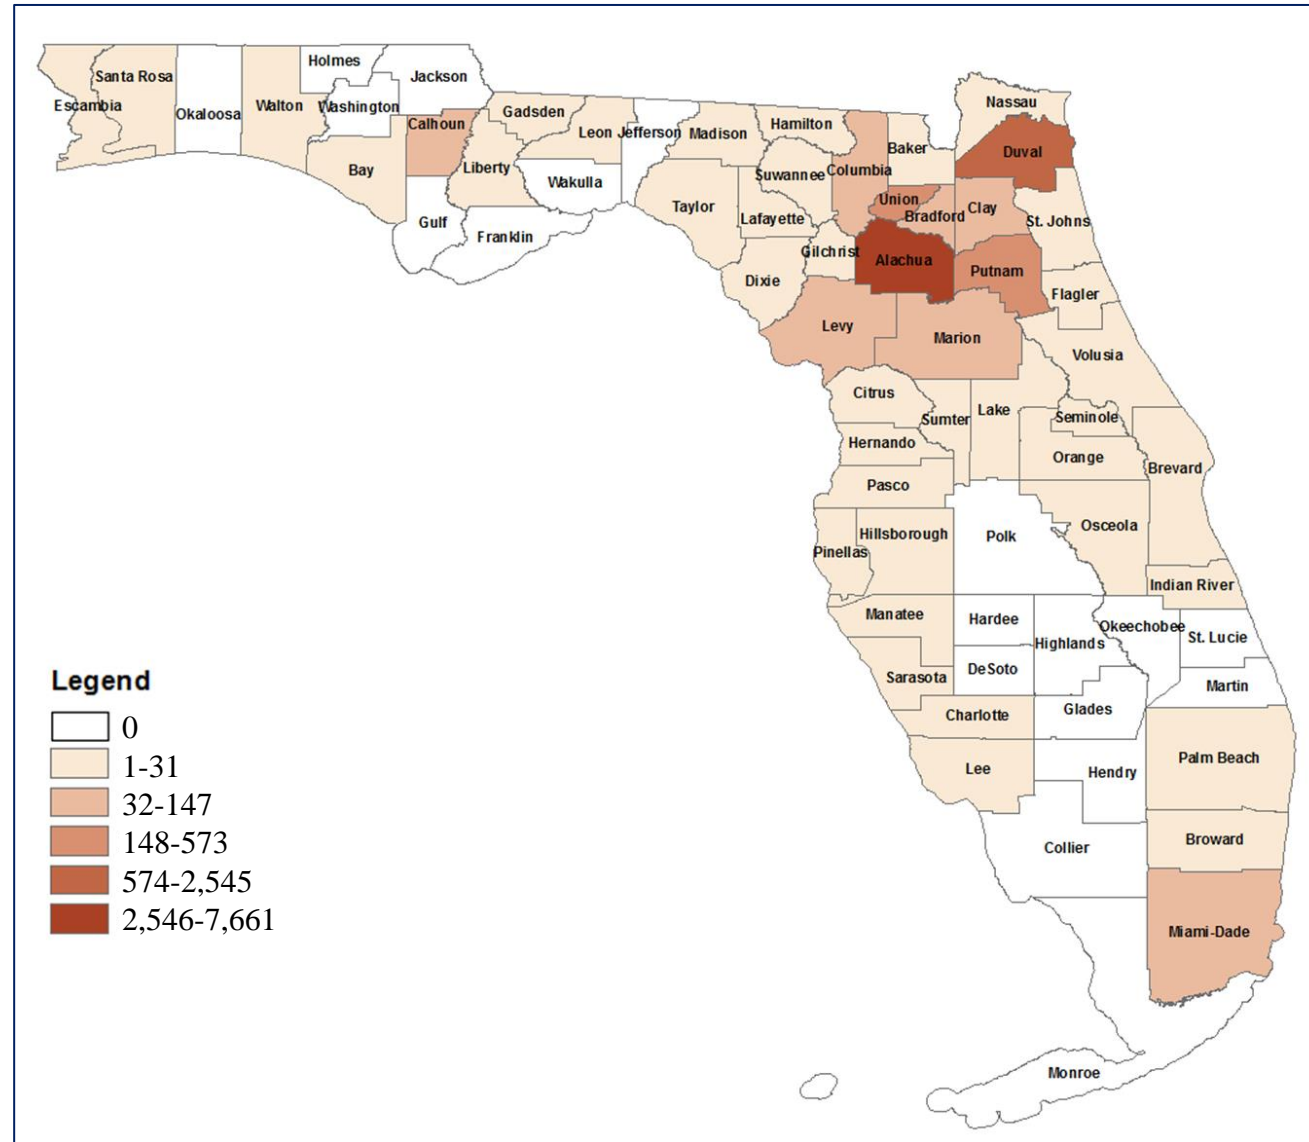 Holmes
Jackson
Santa Rosa
Escambia
Okaloosa
Walton
Washington
Calhoun
Gadsden
Leon
Jefferson
Madison
Hamilton
Nassau
Baker
Duval
Bay
Liberty
Wakulla
Suwannee
Columbia
Union
Bradford
Clay
St. Johns
Gulf
Franklin
Taylor
Lafayette
Gilchrist
Alachua
Putnam
Dixie
Flagler
Levy
Marion
Volusia
Citrus
Sumter
Lake
Seminole
Hernando
Orange
Brevard
Pasco
Hillsborough
Pinellas
Polk
Osceola
Indian River
Manatee
Hardee
Highlands
Okeechobee
St. Lucie
Sarasota
DeSoto
Martin
Charlotte
Glades
Lee
Hendry
Palm Beach
Collier
Broward
Miami-Dade
Monroe
Legend
0
1-31
32-147
148-573
574-2,545
2,546-7,661